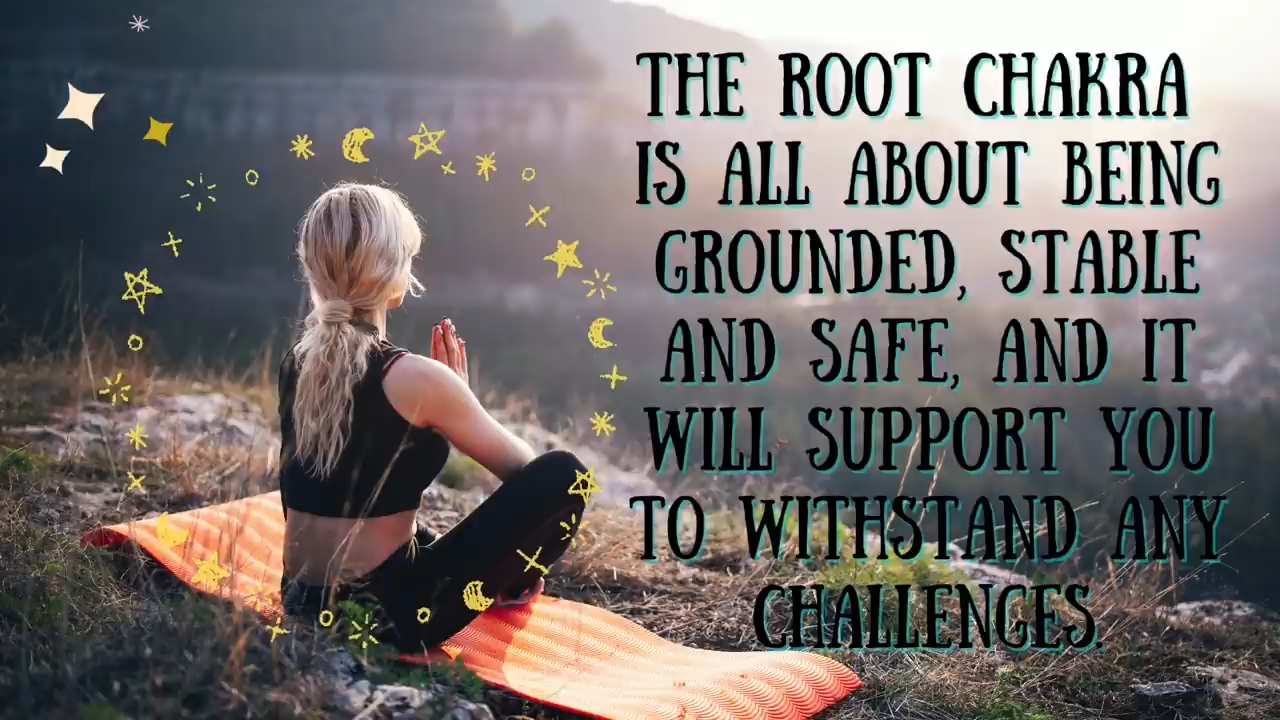 THE ROOT CHAKRA
IS ALL ABOUT BEING
GROUNDED, STABLE
AND SAFE, AND IT
WILL SUPPORT YOU
TO WITHSTAND ANY
CHALLENGES.